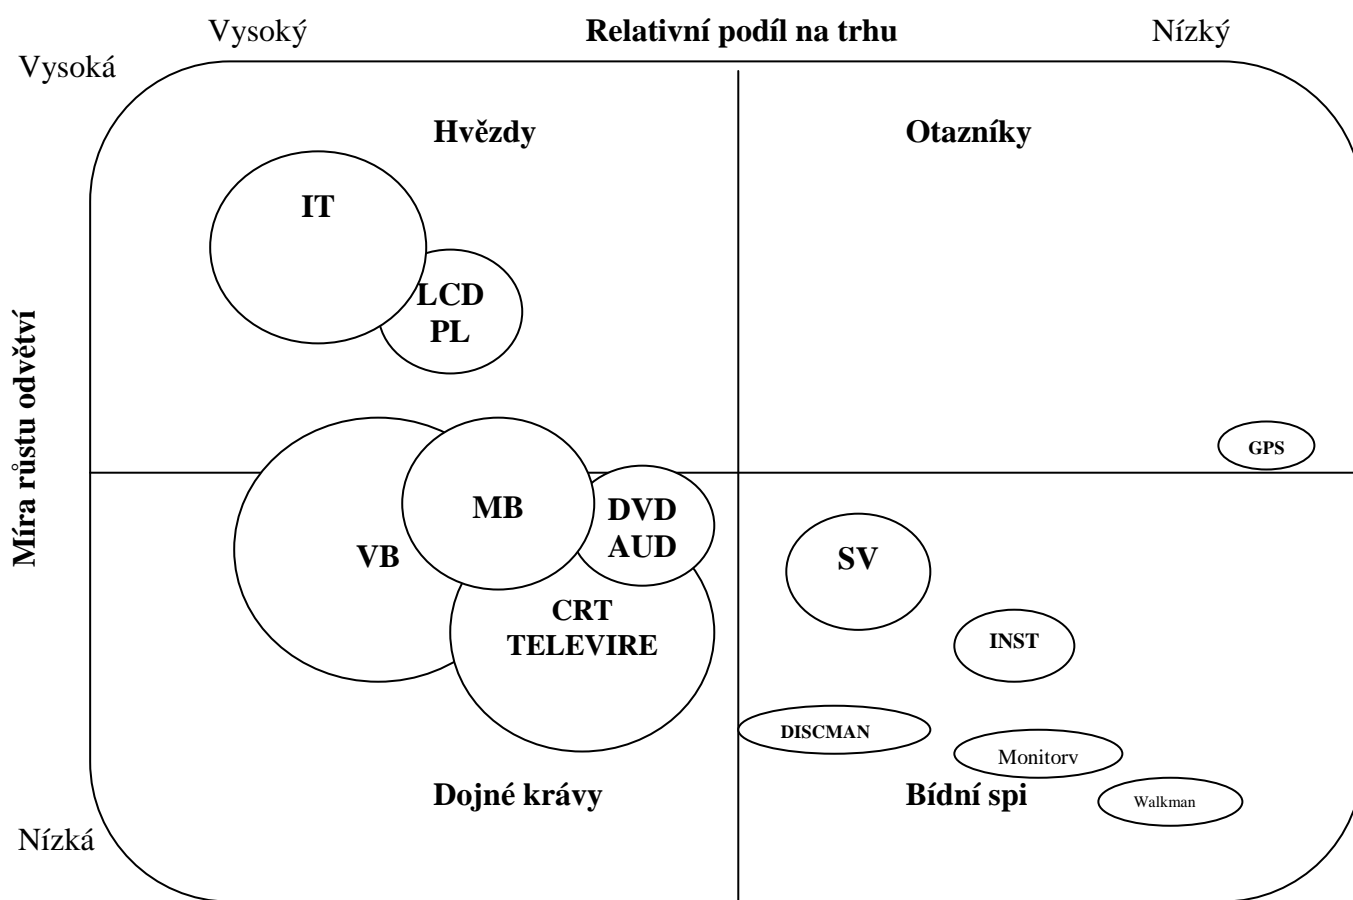 Vysoký Relativní podíl na trhu Nízký
Vysoká
Hvězdy Otazníky
IT
LCD
PL
Míra růstu odvětví
GPS
MB
DVD
AUD
VB
SV
CRT
TELEVIRE
INST
DISCMAN
Monitorv
Dojné krávy Bídní spi
Walkman
Nízká